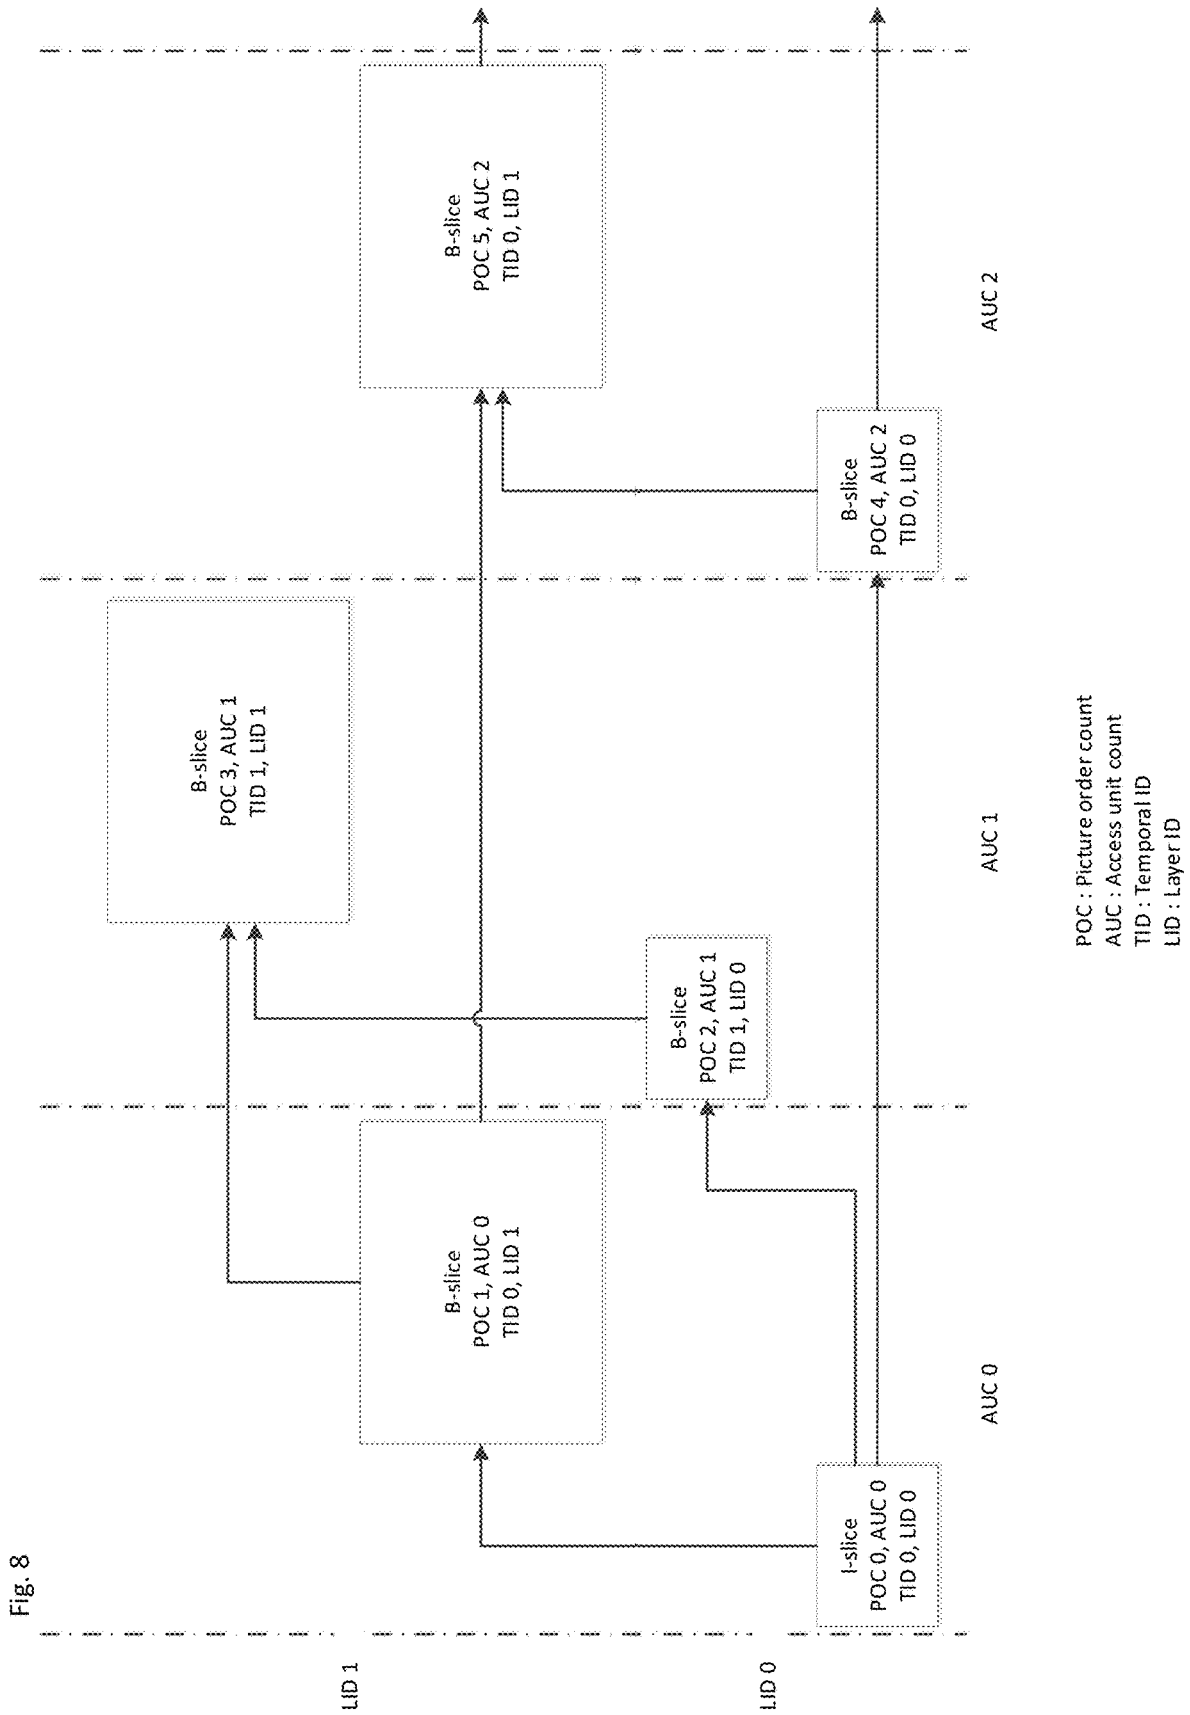 Fig. 8
LID 1
LID 0
B-slice
POC 3, AUC 1
TID 1, LID 1
B-slice
POC 1, AUC 0
TID 0, LID 1
B-slice
POC 5, AUC 2
TID 0, LID 1
B-slice
POC 2, AUC 1
TID 1, LID 0
I-slice
POC 0, AUC 0
TID 0, LID 0
B-slice
POC 4, AUC 2
TID 0, LID 0
AUC 0
AUC 1
AUC 2
POC : Picture order count
AUC : Access unit count
TID : Temporal ID
LID : Layer ID